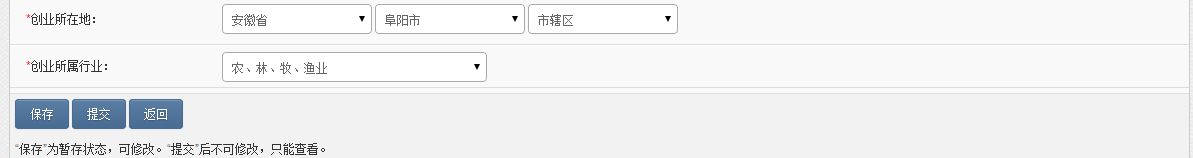 *创业所在地： 安徽省 阜阳市 市辖区
*创业所属行业： 农、林、牧、渔业
保存 提交 返回
“保存”为暂存状态，可修改。“提交”后不可修改，只能查看。